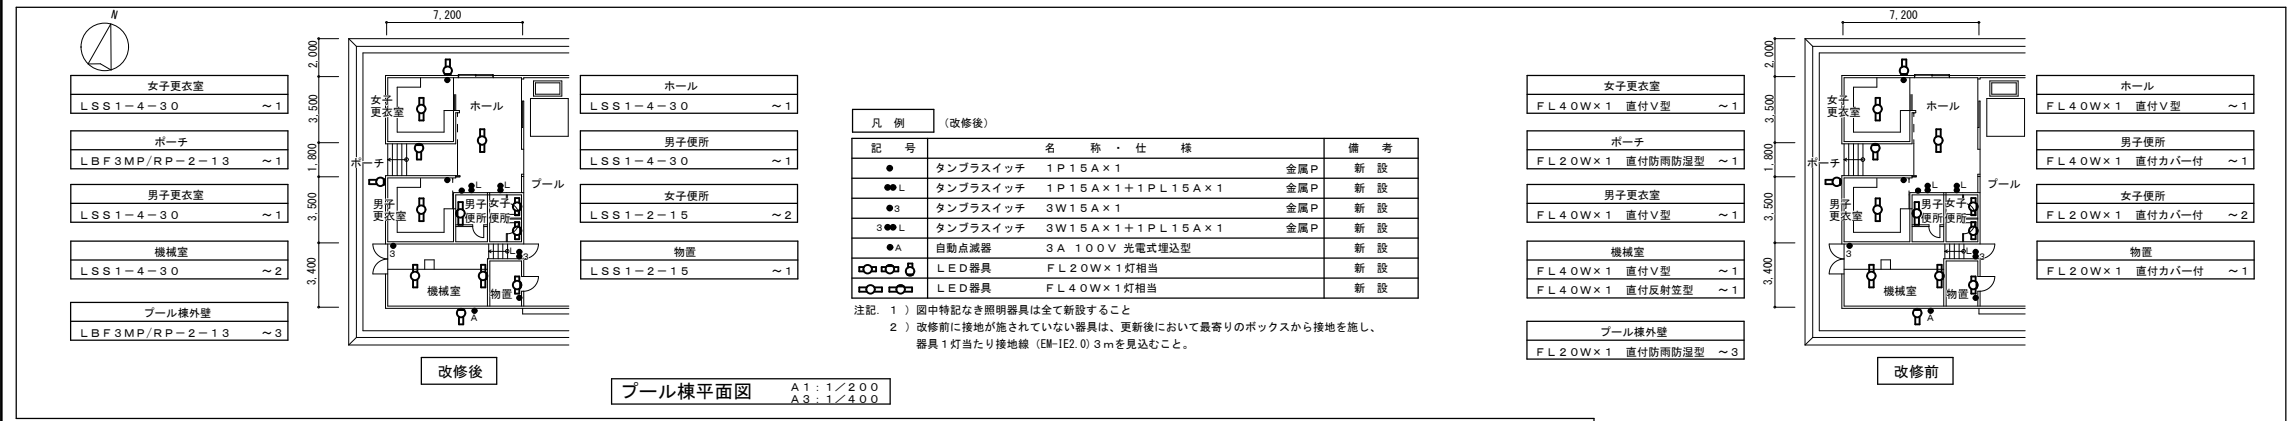 N
7,200
2,000
3,500
1,800
3,500
3,400
女子更衣室
LSS1-4-30 ～1
ポーチ
LBF3MP/RP-2-13 ～1
男子更衣室
LSS1-4-30 ～1
機械室
LSS1-4-30 ～2
プール棟外壁
LBF3MP/RP-2-13 ～3
女子
更衣室
ホール
ポーチ
プール
男子
更衣室
男子
便所
女子
便所
機械室
物置
L
L
L
3
3
A
改修後
ホール
LSS1-4-30 ～1
男子便所
LSS1-4-30 ～1
女子便所
LSS1-2-15 ～2
物置
LSS1-2-15 ～1
プール棟平面図 A1:1/200
A3:1/400
凡 例 (改修後)
記 号 名 称 ・ 仕 様 備 考
● タンブラスイッチ 1P15A×1 金属P 新 設
●●L タンブラスイッチ 1P15A×1+1PL15A×1 金属P 新 設
●3 タンブラスイッチ 3W15A×1 金属P 新 設
3●●L タンブラスイッチ 3W15A×1+1PL15A×1 金属P 新 設
●A 自動点滅器 3A 100V 光電式埋込型 新 設
LED器具 FL20W×1灯相当 新 設
LED器具 FL40W×1灯相当 新 設
注記. 1 ) 図中特記なき照明器具は全て新設すること
2 ) 改修前に接地が施されていない器具は、更新後において最寄りのボックスから接地を施し、
器具1灯当たり接地線 (EM-IE2.0)3mを見込むこと。
女子更衣室
FL40W×1 直付V型 ～1
ポーチ
FL20W×1 直付防雨防湿型 ～1
男子更衣室
FL40W×1 直付V型 ～1
機械室
FL40W×1 直付V型 ～1
FL40W×1 直付反射笠型 ～1
プール棟外壁
FL20W×1 直付防雨防湿型 ～3
7,200
2,000
3,500
1,800
3,500
3,400
女子
更衣室
ホール
ポーチ
プール
男子
更衣室
男子
便所
女子
便所
機械室
物置
L
L
L
3
3
A
改修前
ホール
FL40W×1 直付V型 ～1
男子便所
FL40W×1 直付カバー付 ～1
女子便所
FL20W×1 直付カバー付 ～2
物置
FL20W×1 直付カバー付 ～1